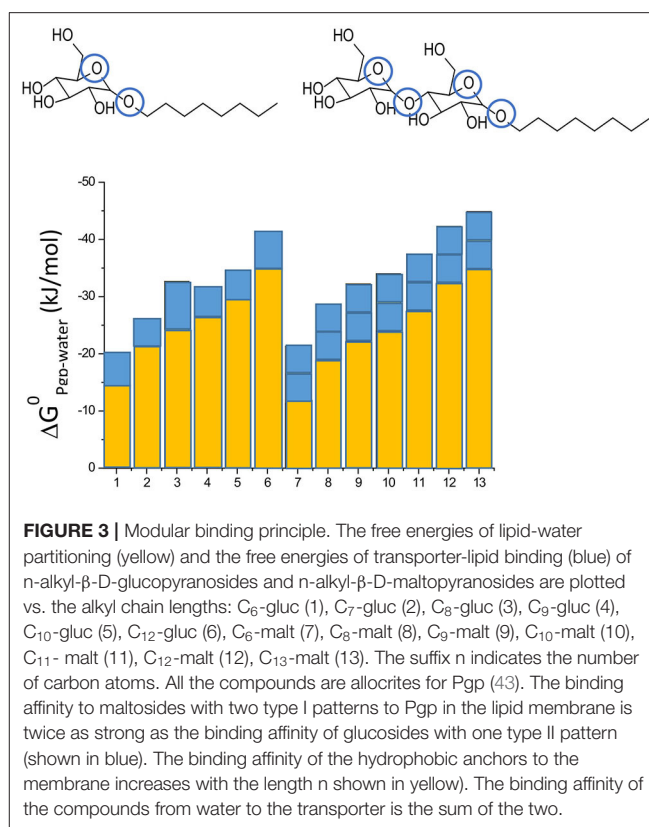 HO
O
HO
HO
OH
O
HO
HO
O
O
HO
HO
OH
O
HO
OH
O
-50
-40
-30
-20
-10
0
ΔG⁰ Pgp-water (kJ/mol)
1 2 3 4 5 6 7 8 9 10 11 12 13
FIGURE 3 | Modular binding principle. The free energies of lipid-water
partitioning (yellow) and the free energies of transporter-lipid binding (blue) of
n-alkyl-β-D-glucopyranosides and n-alkyl-β-D-maltopyranosides are plotted
vs. the alkyl chain lengths: C₆-gluc (1), C₇-gluc (2), C₈-gluc (3), C₉-gluc (4),
C₁₀-gluc (5), C₁₂-gluc (6), C₆-malt (7), C₈-malt (8), C₉-malt (9), C₁₀-malt (10),
C₁₁- malt (11), C₁₂-malt (12), C₁₃-malt (13). The suffix n indicates the number
of carbon atoms. All the compounds are allocrites for Pgp (43). The binding
affinity to maltosides with two type I patterns to Pgp in the lipid membrane is
twice as strong as the binding affinity of glucosides with one type II pattern
(shown in blue). The binding affinity of the hydrophobic anchors to the
membrane increases with the length n shown in yellow). The binding affinity of
the compounds from water to the transporter is the sum of the two.